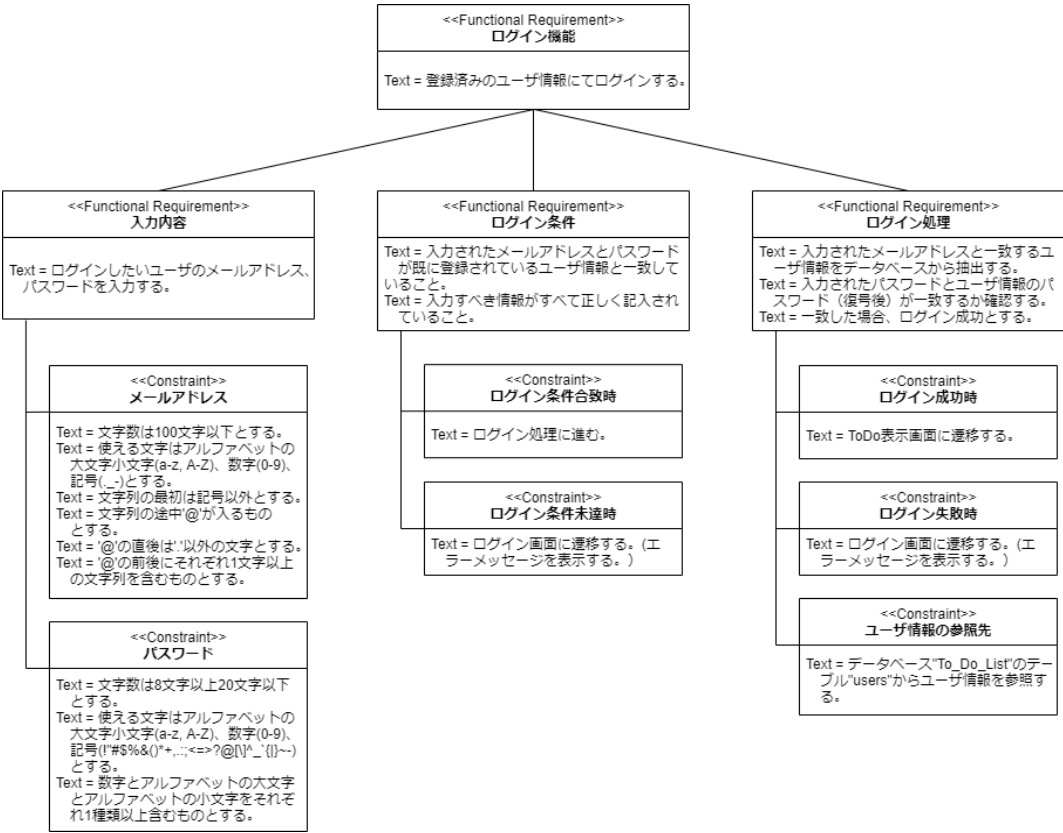 <<Functional Requirement>>
ログイン機能
Text = 登録済みのユーザ情報にてログインする。
<<Functional Requirement>>
入力内容
Text = ログインしたいユーザのメールアドレス、
パスワードを入力する。
<<Constraint>>
メールアドレス
Text = 文字数は100文字以下とする。
Text = 使える文字はアルファベットの
大文字小文字(a-z, A-Z)、数字(0-9)、
記号(._-)とする。
Text = 文字列の最初は記号以外とする。
Text = 文字列の途中'@'が入るもの
とする。
Text = '@'の直後は'.'以外の文字とする。
Text = '@'の前後にそれぞれ1文字以上
の文字列を含むものとする。
<<Constraint>>
パスワード
Text = 文字数は8文字以上20文字以下
とする。
Text = 使える文字はアルファベットの
大文字小文字(a-z, A-Z)、数字(0-9)、
記号(!"#$%&()*+,.:;<=>?@[\]^_`{|}~-)
とする。
Text = 数字とアルファベットの大文字
とアルファベットの小文字をそれぞ
れ1種類以上含むものとする。
<<Functional Requirement>>
ログイン条件
Text = 入力されたメールアドレスとパスワード
が既に登録されているユーザ情報と一致して
いること。
Text = 入力すべき情報がすべて正しく記入され
ていること。
<<Constraint>>
ログイン条件合致時
Text = ログイン処理に進む。
<<Constraint>>
ログイン条件未達時
Text = ログイン画面に遷移する。(エ
ラーメッセージを表示する。)
<<Functional Requirement>>
ログイン処理
Text = 入力されたメールアドレスと一致するユ
ーザ情報をデータベースから抽出する。
Text = 入力されたパスワードとユーザ情報のパ
スワード（復号後）が一致するか確認する。
Text = 一致した場合、ログイン成功とする。
<<Constraint>>
ログイン成功時
Text = ToDo表示画面に遷移する。
<<Constraint>>
ログイン失敗時
Text = ログイン画面に遷移する。(エ
ラーメッセージを表示する。)
<<Constraint>>
ユーザ情報の参照先
Text = データベース"To_Do_List"のテー
ブル"users"からユーザ情報を参照す
る。